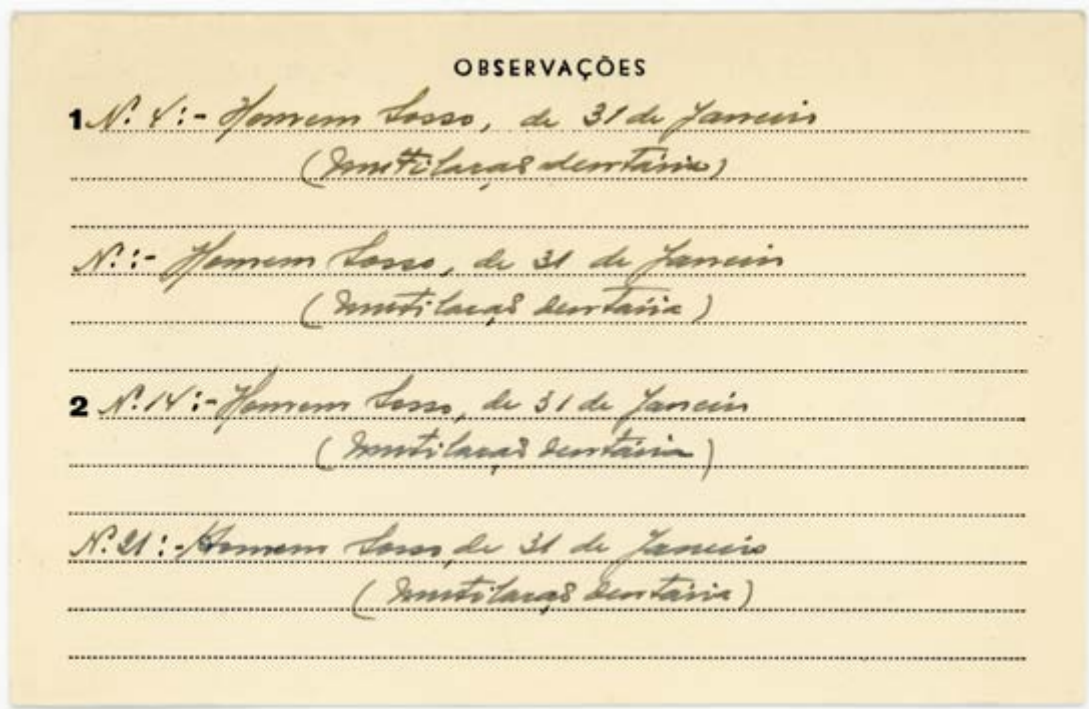 OBSERVAÇÕES
1 N.º 4:- Homem Sosso, de 31 de Janeiro
(Mutilação dentária)
N.º:- Homem Sosso, de 31 de Janeiro
(Mutilação dentária)
2 N.º 14:- Homem Sosso, de 31 de Janeiro
(Mutilação dentária)
N.º 21:- Homem Sosso, de 31 de Janeiro
(Mutilação dentária)